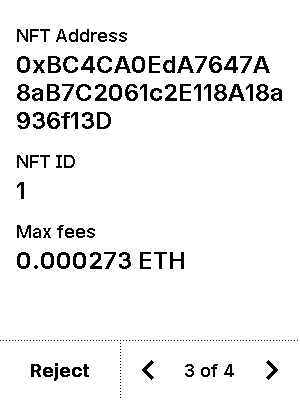 NFT Address
0xBC4CA0EdA7647A
8aB7C2061c2E118A18a
936f13D
NFT ID
1
Max fees
0.000273 ETH
Reject
3 of 4